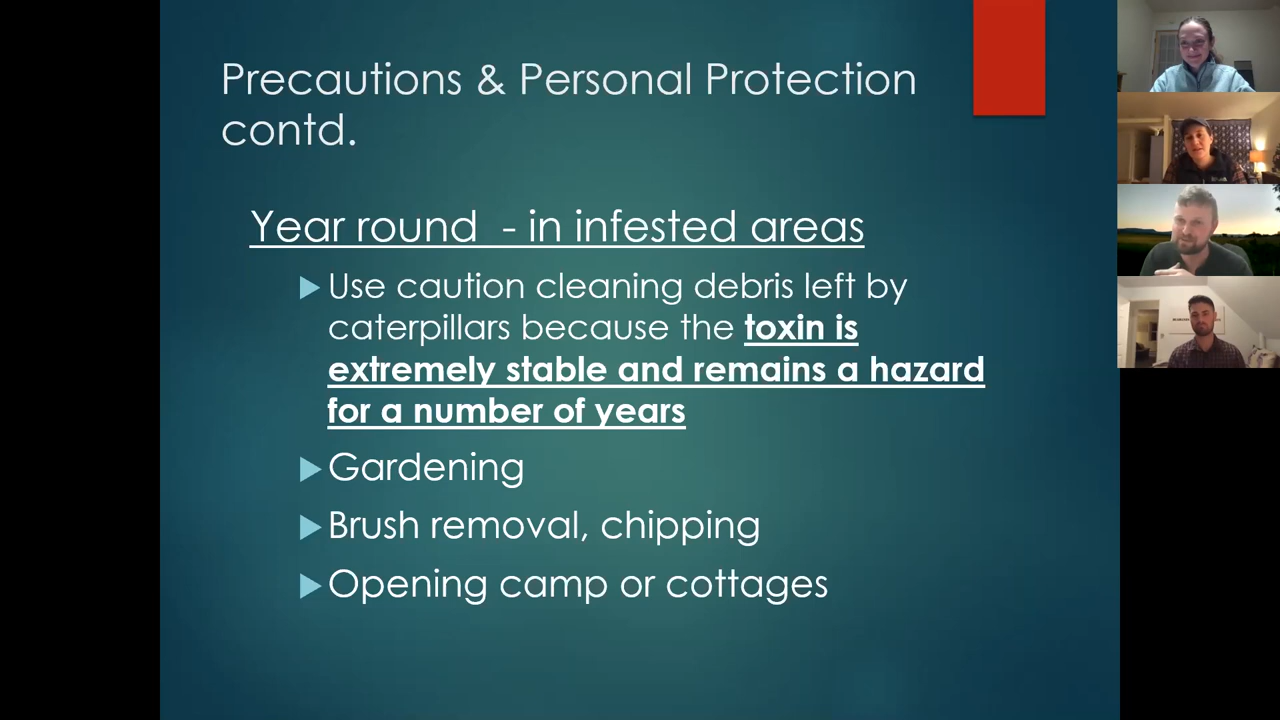 Precautions & Personal Protection
contd.
Year round - in infested areas
Use caution cleaning debris left by
caterpillars because the toxin is
extremely stable and remains a hazard
for a number of years
Gardening
Brush removal, chipping
Opening camp or cottages